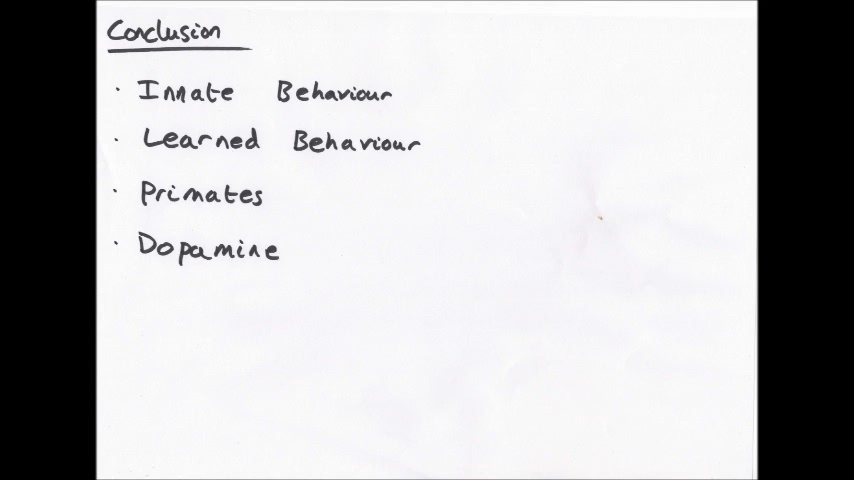 Conclusion
· Innate Behaviour
· Learned Behaviour
· Primates
· Dopamine